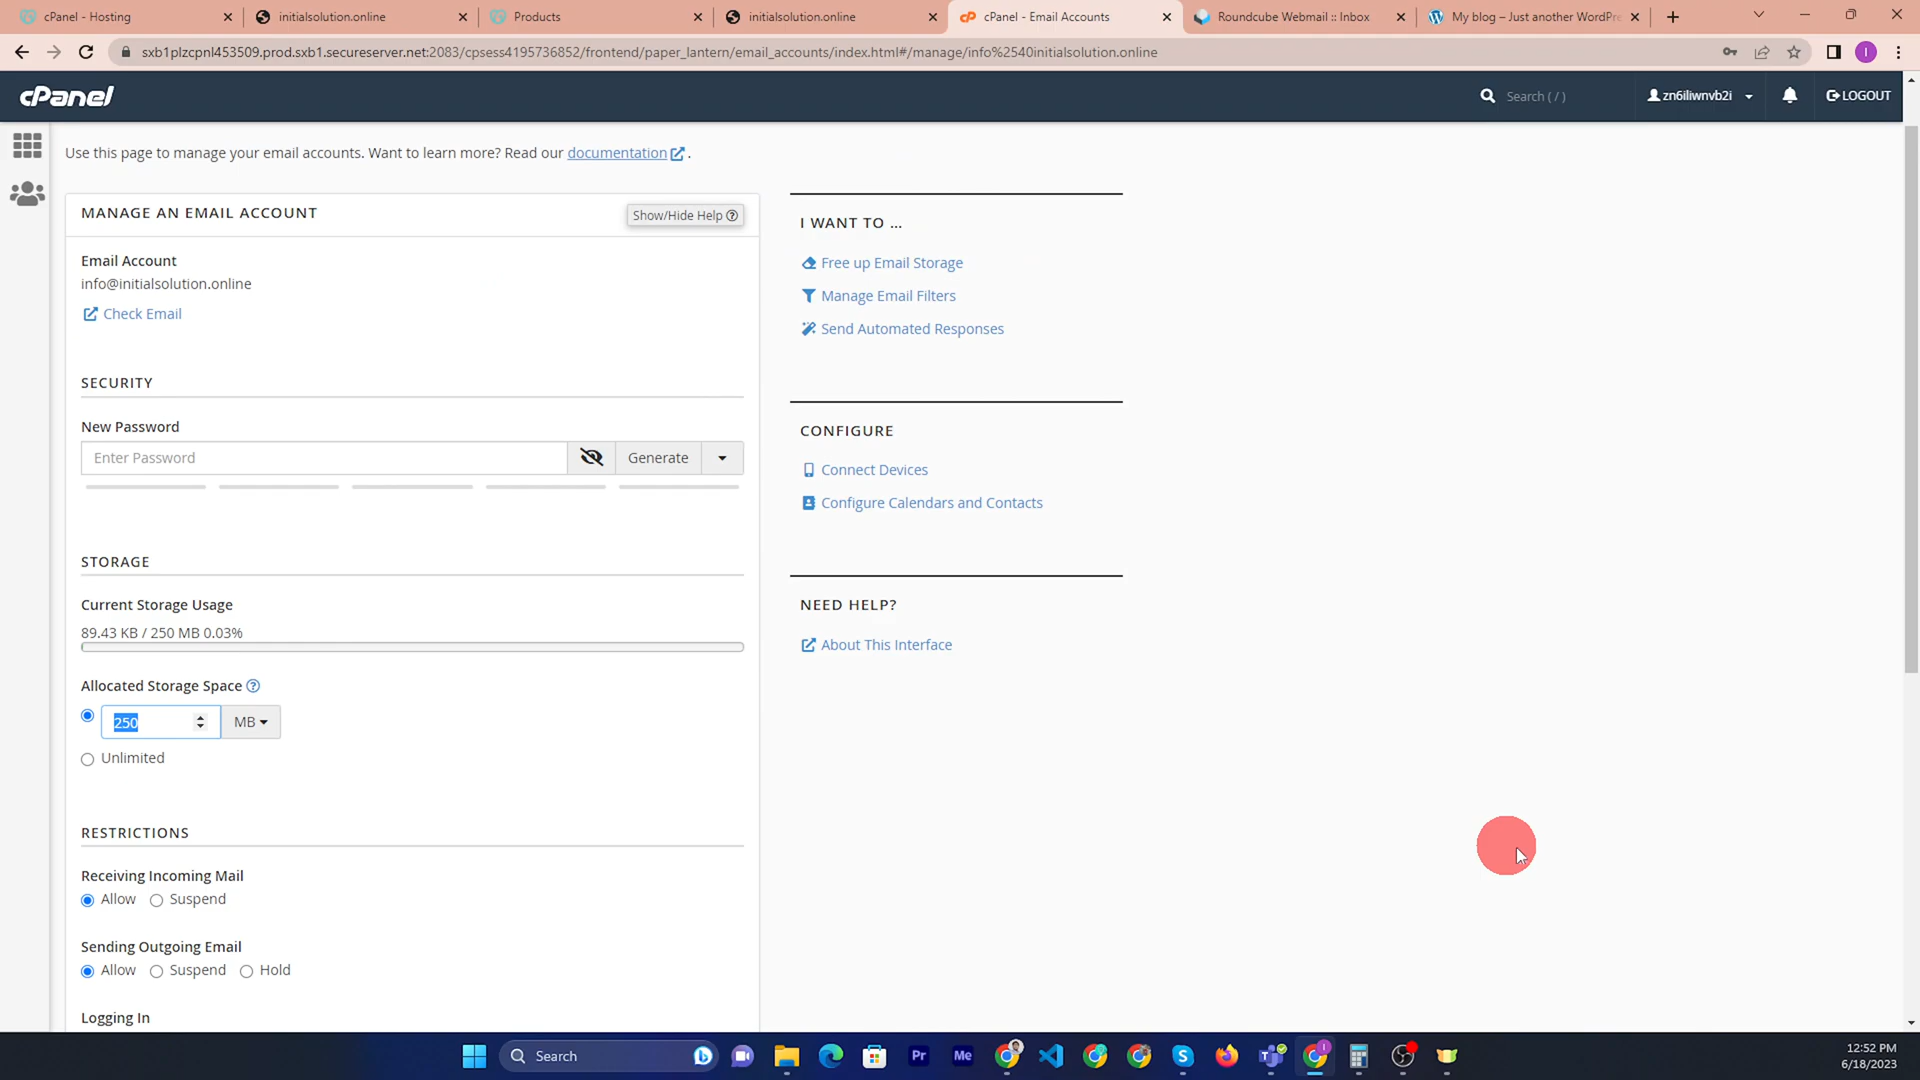 cPanel - Hosting
initialsolution.online
Products
initialsolution.online
cPanel - Email Accounts
Roundcube Webmail :: Inbox
My blog – Just another WordPre
sxb1plzcpnl453509.prod.sxb1.secureserver.net:2083/cpsess4195736852/frontend/paper_lantern/email_accounts/index.html#/manage/info%2540initialsolution.online
I
cPanel
Search ( / )
zn6iliwnvb2i
LOGOUT
Use this page to manage your email accounts. Want to learn more? Read our documentation .
MANAGE AN EMAIL ACCOUNT
Show/Hide Help
Email Account
info@initialsolution.online
Check Email
SECURITY
New Password
Enter Password
Generate
STORAGE
Current Storage Usage
89.43 KB / 250 MB 0.03%
Allocated Storage Space
250
MB
Unlimited
RESTRICTIONS
Receiving Incoming Mail
Allow Suspend
Sending Outgoing Email
Allow Suspend Hold
Logging In
I WANT TO ...
Free up Email Storage
Manage Email Filters
Send Automated Responses
CONFIGURE
Connect Devices
Configure Calendars and Contacts
NEED HELP?
About This Interface
Search
Pr
Me
12:52 PM
6/18/2023